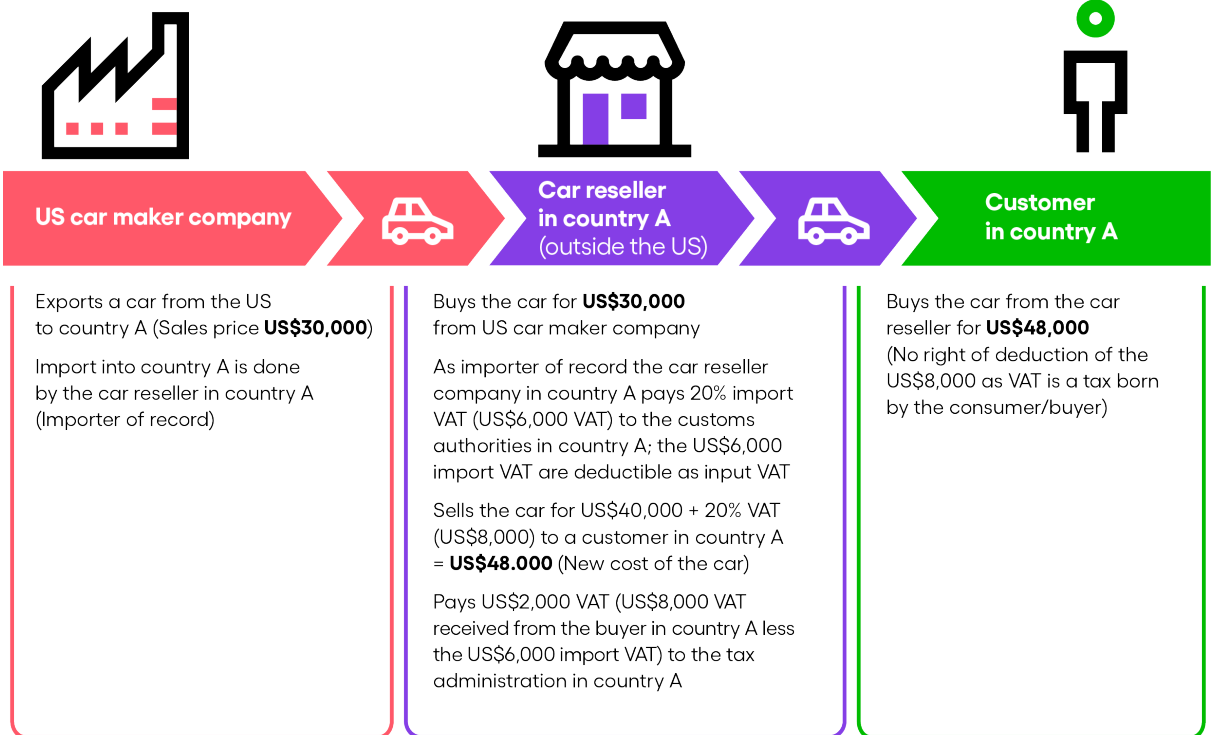 US car maker company
Car reseller
in country A
(outside the US)
Customer
in country A
Exports a car from the US
to country A (Sales price US$30,000)
Import into country A is done
by the car reseller in country A
(Importer of record)
Buys the car for US$30,000
from US car maker company
As importer of record the car reseller
company in country A pays 20% import
VAT (US$6,000 VAT) to the customs
authorities in country A; the US$6,000
import VAT are deductible as input VAT
Sells the car for US$40,000 + 20% VAT
(US$8,000) to a customer in country A
= US$48.000 (New cost of the car)
Pays US$2,000 VAT (US$8,000 VAT
received from the buyer in country A less
the US$6,000 import VAT) to the tax
administration in country A
Buys the car from the car
reseller for US$48,000
(No right of deduction of the
US$8,000 as VAT is a tax born
by the consumer/buyer)